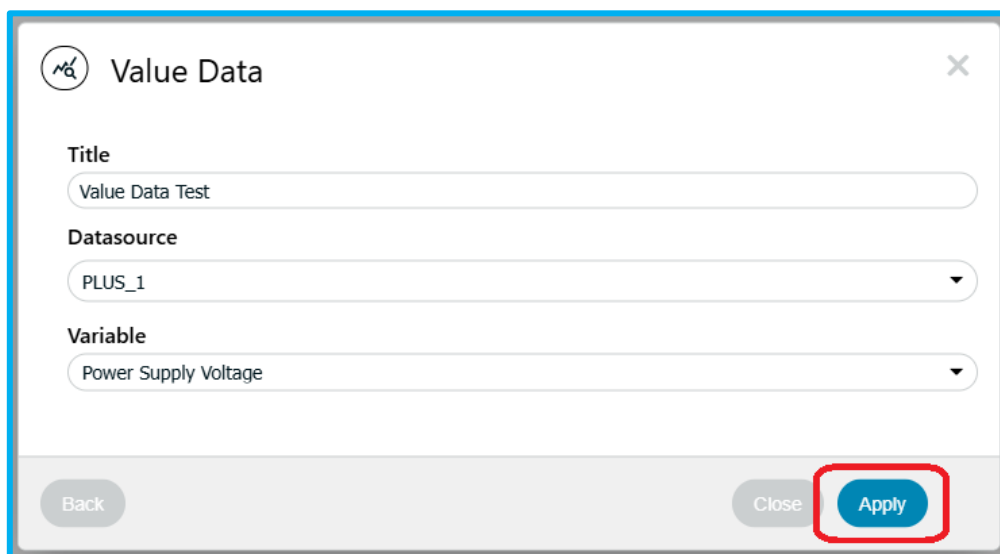 Value Data
Title
Value Data Test
Datasource
PLUS_1
Variable
Power Supply Voltage
Back
Close
Apply